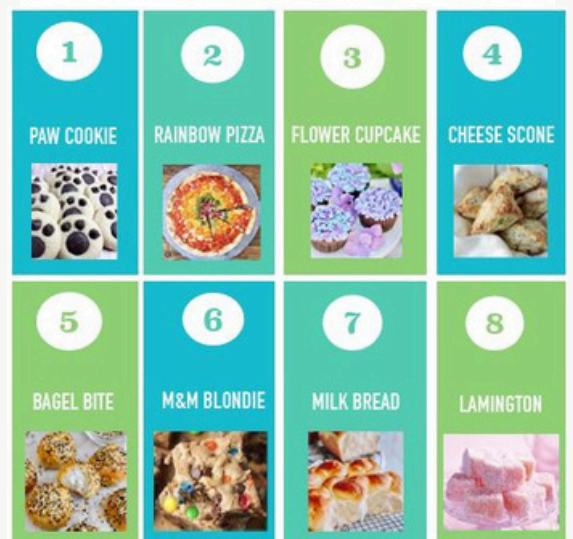 1
2
3
4
PAW COOKIE
RAINBOW PIZZA
FLOWER CUPCAKE
CHEESE SCONE
5
6
7
8
BAGEL BITE
M&M BLONDIE
MILK BREAD
LAMINGTON